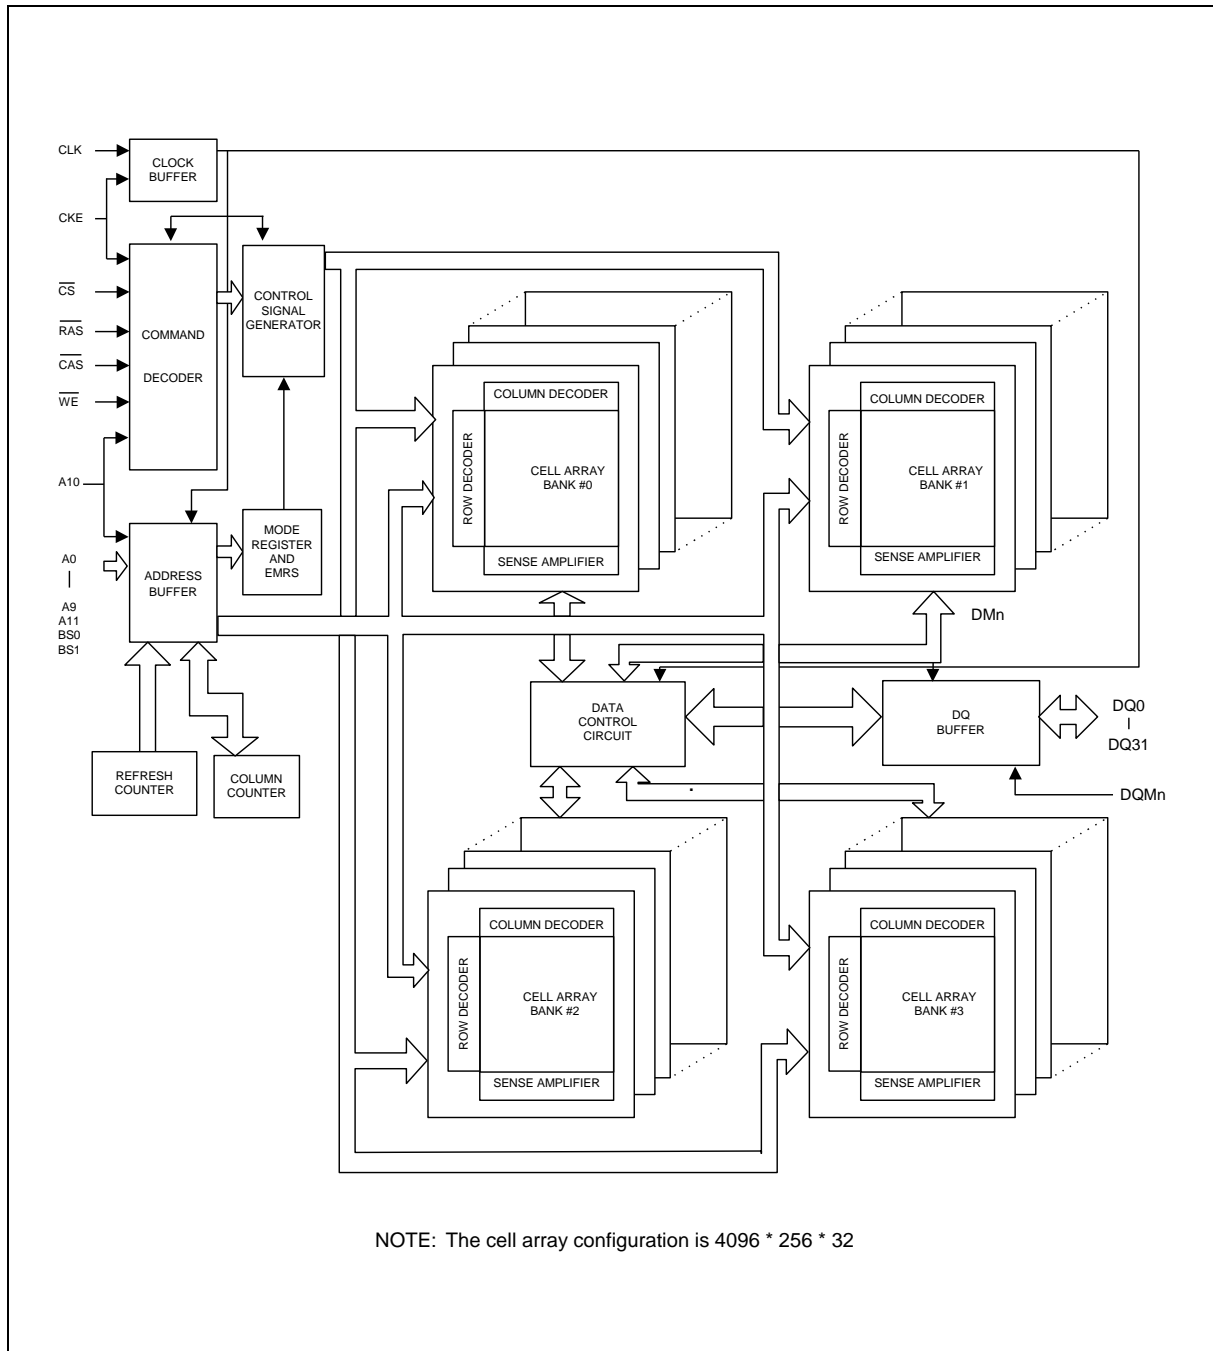 CLK
CLOCK
BUFFER
CKE
CS
RAS
CAS
WE
COMMAND
DECODER
CONTROL
SIGNAL
GENERATOR
A10
A0
A9
A11
BS0
BS1
ADDRESS
BUFFER
MODE
REGISTER
AND
EMRS
REFRESH
COUNTER
COLUMN
COUNTER
COLUMN DECODER
ROW DECODER
CELL ARRAY
BANK #0
SENSE AMPLIFIER
COLUMN DECODER
ROW DECODER
CELL ARRAY
BANK #1
SENSE AMPLIFIER
DMn
DATA
CONTROL
CIRCUIT
DQ
BUFFER
DQ0
DQ31
DQMn
COLUMN DECODER
ROW DECODER
CELL ARRAY
BANK #2
SENSE AMPLIFIER
COLUMN DECODER
ROW DECODER
CELL ARRAY
BANK #3
SENSE AMPLIFIER
NOTE: The cell array configuration is 4096 * 256 * 32